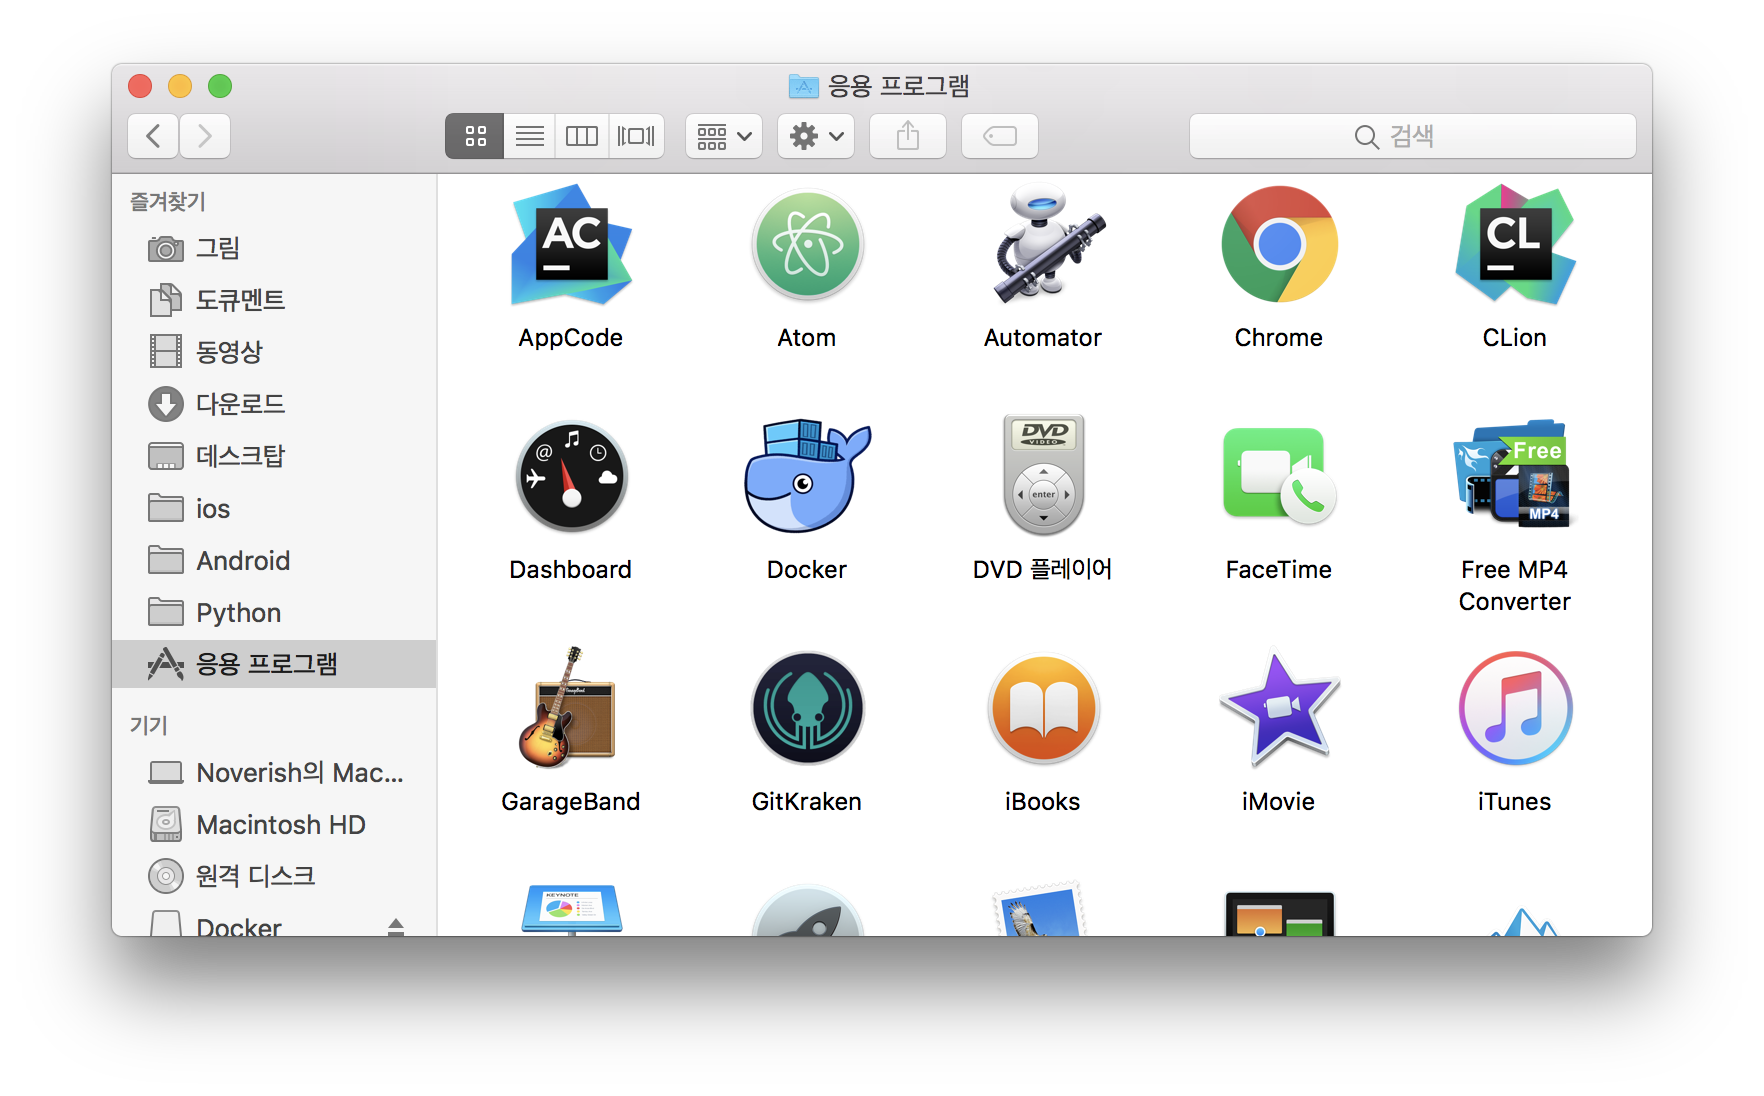 응용 프로그램
검색
즐겨찾기
그림
도큐멘트
동영상
다운로드
데스크탑
ios
Android
Python
응용 프로그램
기기
Noverish의 Mac...
Macintosh HD
원격 디스크
Docker
AC
CL
AppCode
Atom
Automator
Chrome
CLion
@
DVD
VIDEO
enter
Free
MP4
Dashboard
Docker
DVD 플레이어
FaceTime
Free MP4
Converter
GarageBand
GitKraken
iBooks
iMovie
iTunes
KEYNOTE